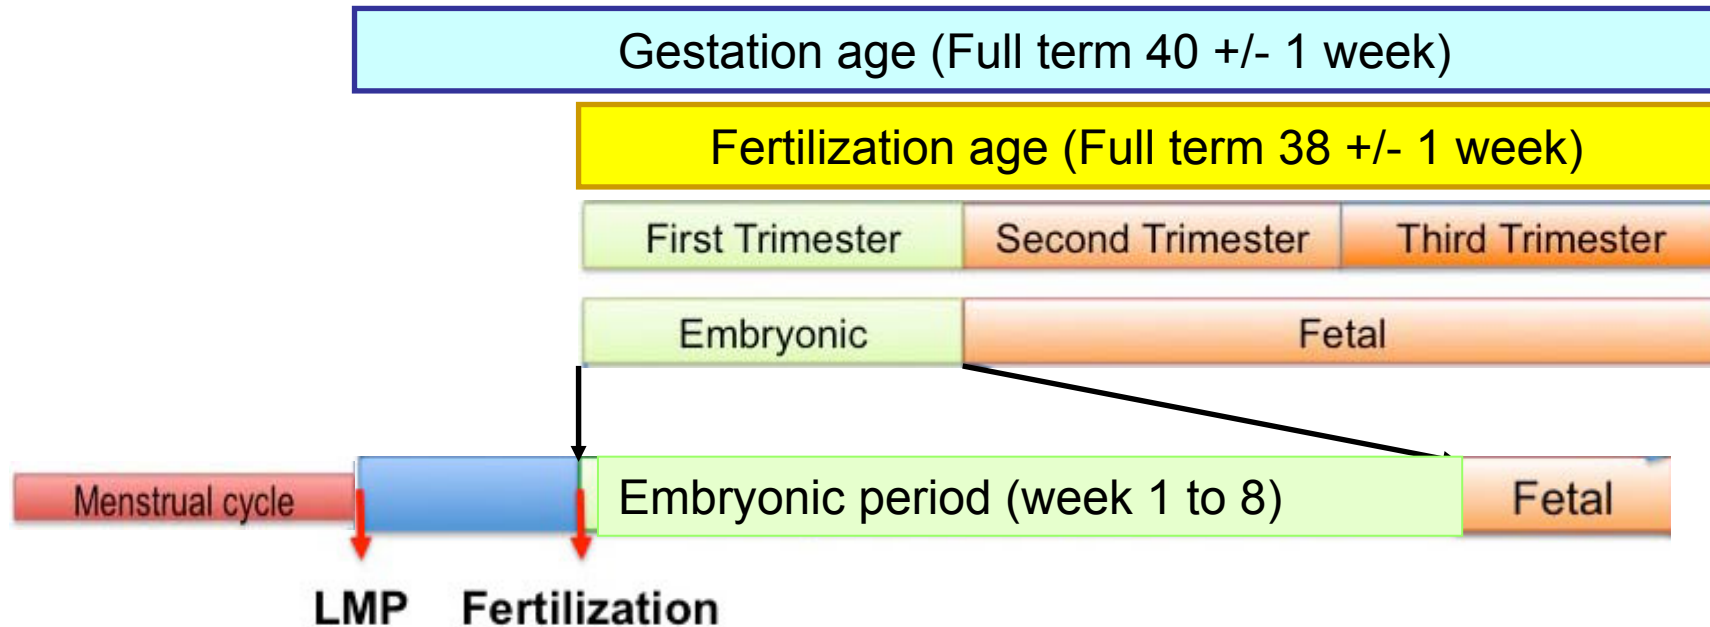 Gestation age (Full term 40 +/- 1 week)
Fertilization age (Full term 38 +/- 1 week)
First Trimester Second Trimester Third Trimester
Embryonic Fetal
Menstrual cycle Embryonic period (week 1 to 8) Fetal
LMP Fertilization